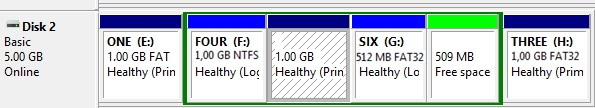 Disk 2
Basic
5.00 GB
Online
ONE (E:)
1.00 GB FAT
Healthy (Prin
FOUR (F:)
1,00 GB NTFS
Healthy (Log
1.00 GB
Healthy (Prin
SIX (G:)
512 MB FAT32
Healthy (Lo
509 MB
Free space
THREE (H:)
1,00 GB FAT32
Healthy (Prim